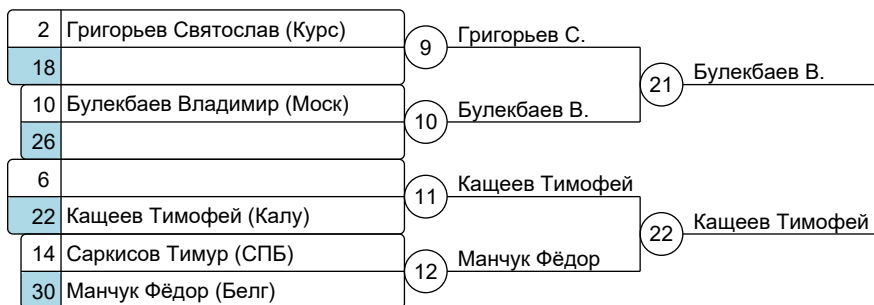 2 Григорьев Святослав (Курс)
18
9
Григорьев С.
10 Булекбаев Владимир (Моск)
26
10
Булекбаев В.
21
Булекбаев В.
6
22 Кащеев Тимофей (Калу)
11
Кащеев Тимофей
14 Саркисов Тимур (СПБ)
30 Манчук Фёдор (Белг)
12
Манчук Фёдор
22
Кащеев Тимофей